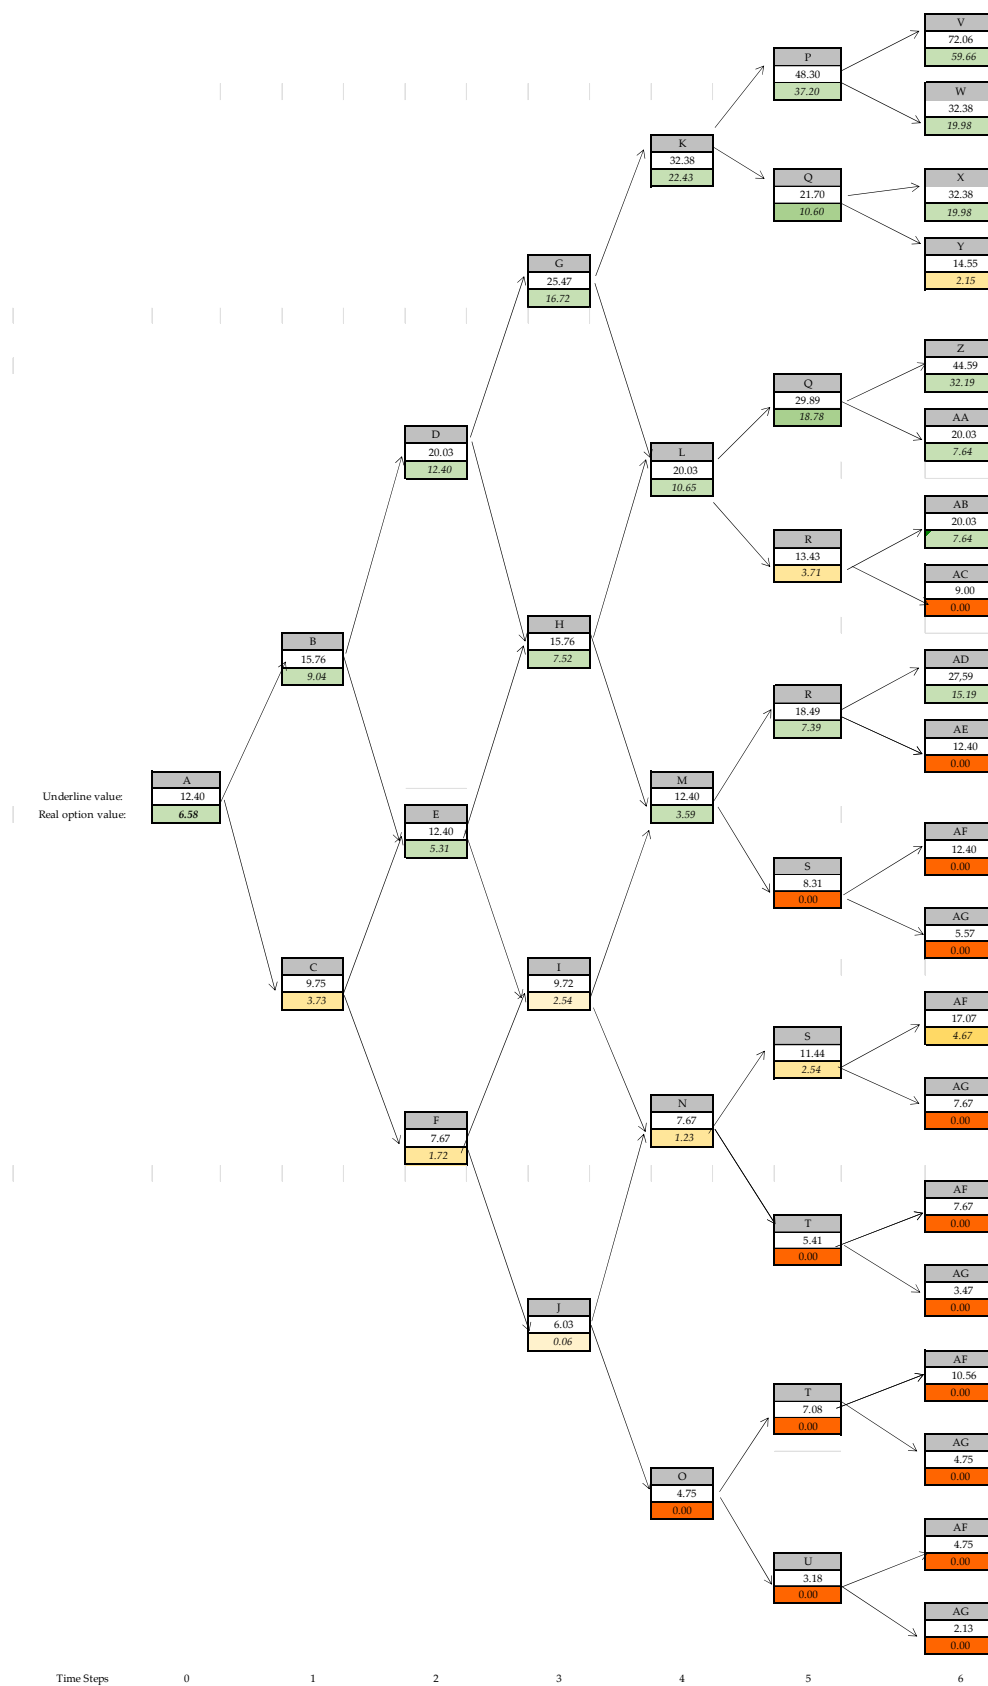 V
72.06
59.66
P
48.30
37.20
W
32.38
19.98
K
32.38
22.43
Q
21.70
10.60
X
32.38
19.98
Y
14.55
2.15
G
25.47
16.72
Z
44.59
32.19
Q
29.89
18.78
AA
20.03
7.64
D
20.03
12.40
L
20.03
10.65
AB
20.03
7.64
R
13.43
3.71
AC
9.00
0.00
H
15.76
7.52
B
15.76
9.04
AD
27,59
15.19
R
18.49
7.39
AE
12.40
0.00
A
Underline value: 12.40
Real option value: 6.58
M
12.40
3.59
E
12.40
5.31
AF
12.40
0.00
S
8.31
0.00
AG
5.57
0.00
C
9.75
3.73
I
9.72
2.54
AF
17.07
4.67
S
11.44
2.54
AG
7.67
0.00
N
7.67
1.23
F
7.67
1.72
AF
7.67
0.00
T
5.41
0.00
AG
3.47
0.00
J
6.03
0.06
AF
10.56
0.00
T
7.08
0.00
AG
4.75
0.00
O
4.75
0.00
AF
4.75
0.00
U
3.18
0.00
AG
2.13
0.00
Time Steps 0 1 2 3 4 5 6